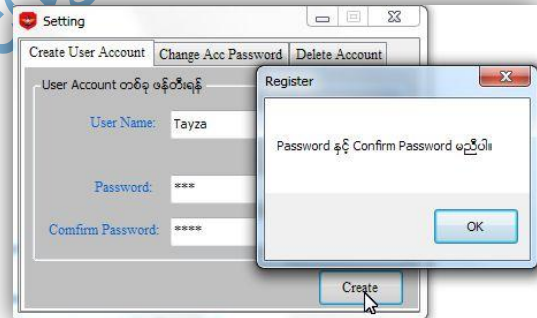 Setting
Create User Account
Change Acc Password
Delete Account
User Account တစ်ခု ဖန်တီးရန်
User Name:
Tayza
Password:
***
Comfirm Password:
****
Create
Register
Password နှင့် Confirm Password မညီပါ။
OK